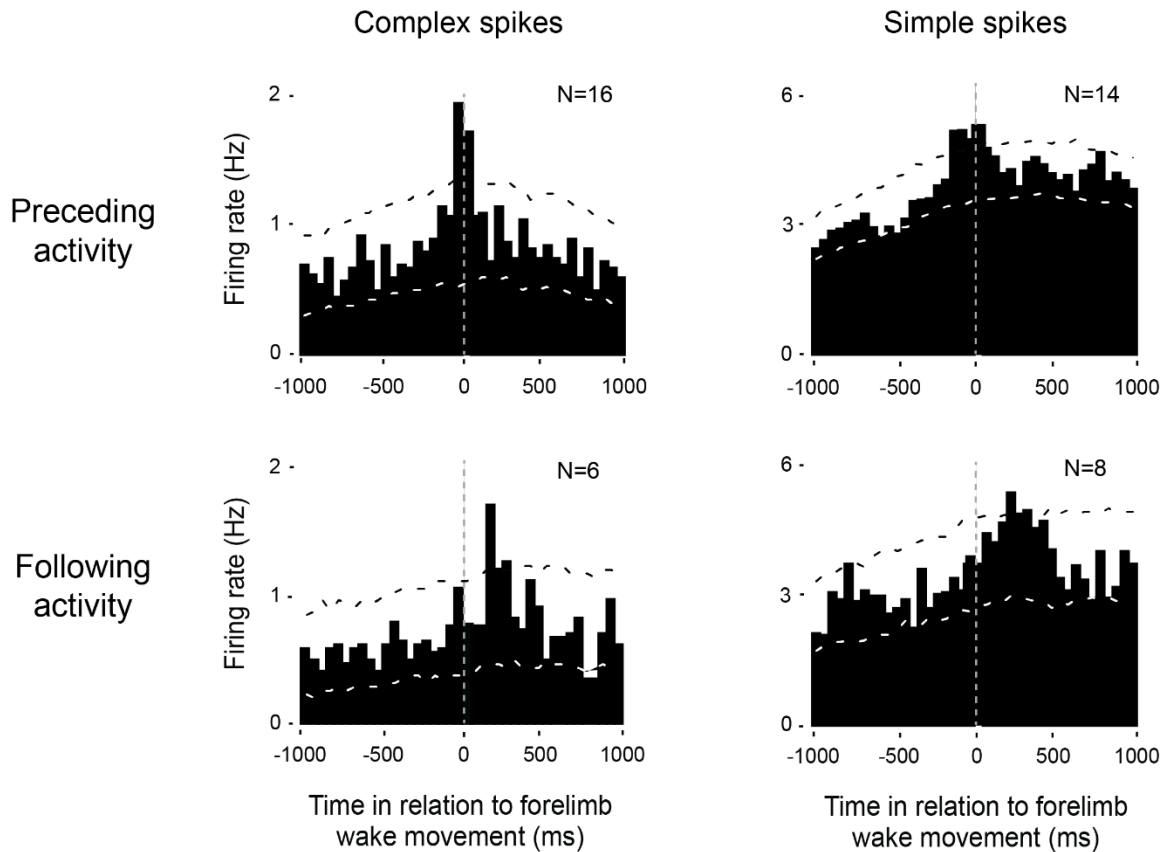 Complex spikes
Simple spikes
Preceding
activity
Firing rate (Hz)
2
1
0
N=16
-1000 -500 0 500 1000
6
3
0
N=14
-1000 -500 0 500 1000
Following
activity
Firing rate (Hz)
2
1
0
N=6
-1000 -500 0 500 1000
Time in relation to forelimb
wake movement (ms)
6
3
0
N=8
-1000 -500 0 500 1000
Time in relation to forelimb
wake movement (ms)